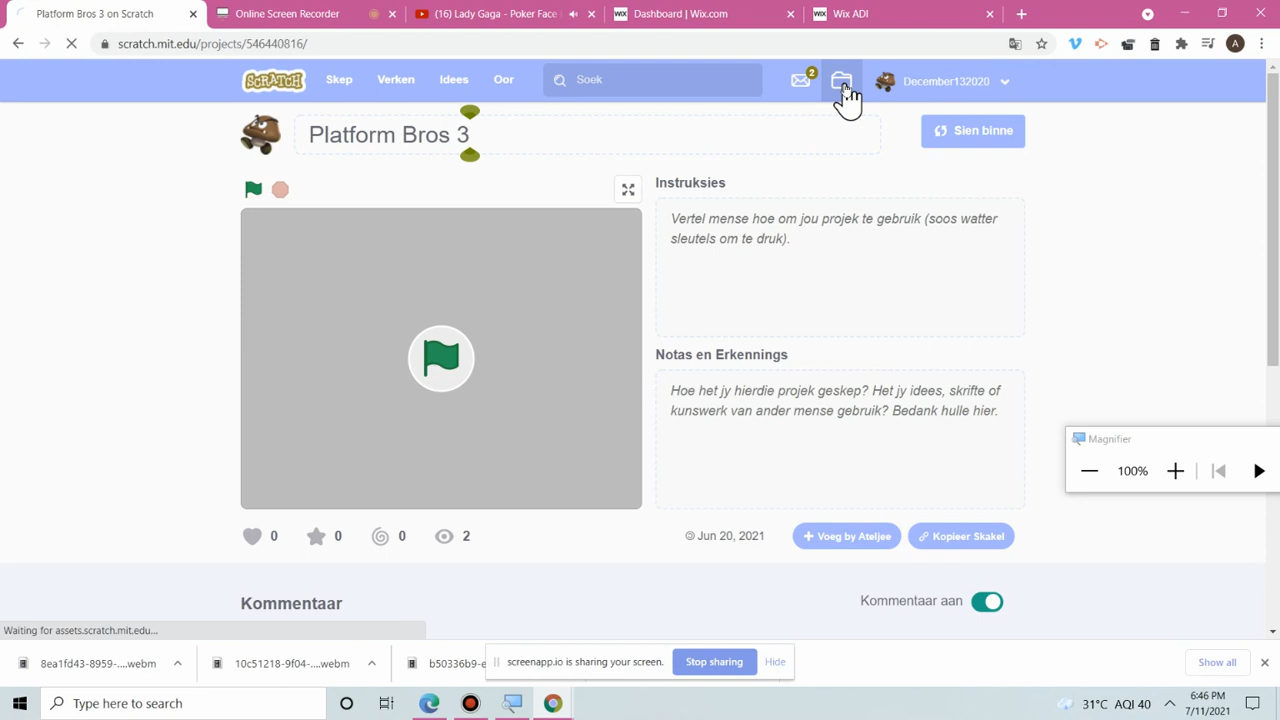 Platform Bros 3 on Scratch
Online Screen Recorder
(16) Lady Gaga - Poker Face
WIX Dashboard | Wix.com
WIX Wix ADI
scratch.mit.edu/projects/546440816/
A
SCRATCH
Skep
Verken
Idees
Oor
Soek
2
December132020
Platform Bros 3
Sien binne
Instruksies
Vertel mense hoe om jou projek te gebruik (soos watter
sleutels om te druk).
Notas en Erkennings
Hoe het jy hierdie projek geskep? Het jy idees, skrifte of
kunswerk van ander mense gebruik? Bedank hulle hier.
Magnifier
100%
0
0
0
2
© Jun 20, 2021
Voeg by Ateljee
Kopieer Skakel
Kommentaar
Kommentaar aan
Waiting for assets.scratch.mit.edu...
8ea1fd43-8959-....webm
10c51218-9f04-....webm
b50336b9-e
screenapp.io is sharing your screen.
Stop sharing
Hide
Show all
Type here to search
31°C AQI 40
6:46 PM
7/11/2021